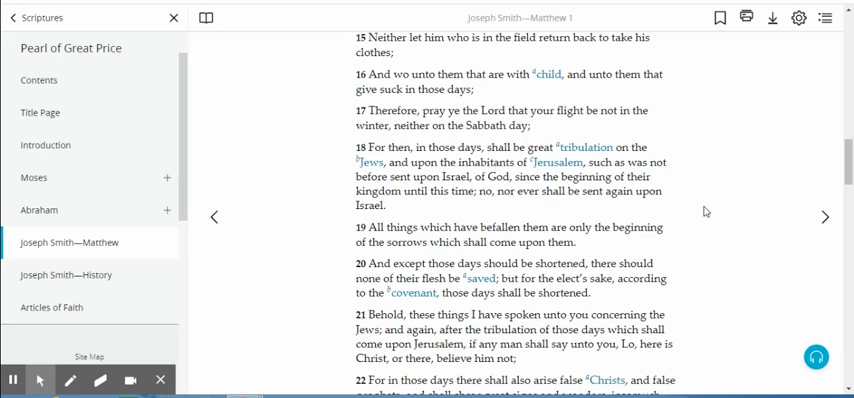 Scriptures
Joseph Smith—Matthew 1
Pearl of Great Price
Contents
Title Page
Introduction
Moses
Abraham
Joseph Smith—Matthew
Joseph Smith—History
Articles of Faith
Site Map
15 Neither let him who is in the field return back to take his
clothes;
16 And wo unto them that are with achild, and unto them that
give suck in those days;
17 Therefore, pray ye the Lord that your flight be not in the
winter, neither on the Sabbath day;
18 For then, in those days, shall be great atribulation on the
bJews, and upon the inhabitants of cJerusalem, such as was not
before sent upon Israel, of God, since the beginning of their
kingdom until this time; no, nor ever shall be sent again upon
Israel.
19 All things which have befallen them are only the beginning
of the sorrows which shall come upon them.
20 And except those days should be shortened, there should
none of their flesh be asaved; but for the elect's sake, according
to the bcovenant, those days shall be shortened.
21 Behold, these things I have spoken unto you concerning the
Jews; and again, after the tribulation of those days which shall
come upon Jerusalem, if any man shall say unto you, Lo, here is
Christ, or there, believe him not;
22 For in those days there shall also arise false aChrists, and false